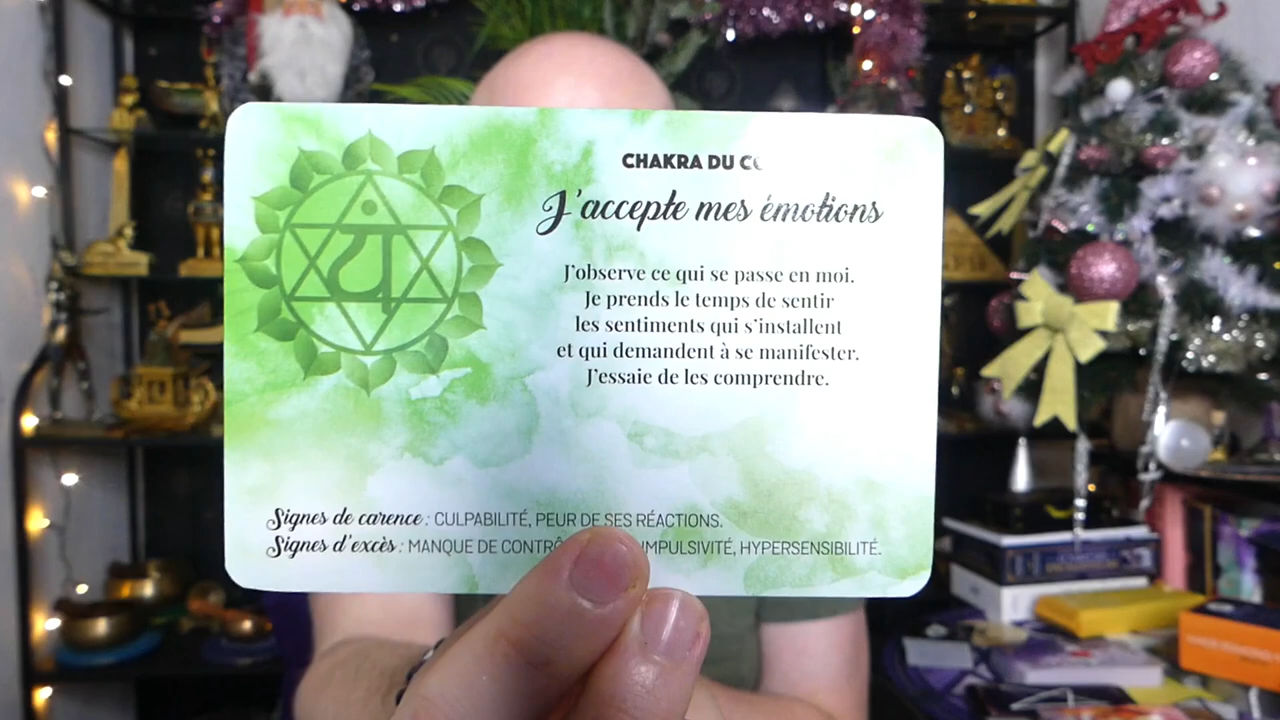 CHAKRA DU
J'accepte mes émotions
J'observe ce qui se passe en moi.
Je prends le temps de sentir
les sentiments qui s'installent
et qui demandent à se manifester.
J'essaie de les comprendre.
Signes de carence : CULPABILITÉ, PEUR DE SES RÉACTIONS.
Signes d'excès : MANQUE DE IMPULSIVITÉ, HYPERSENSIBILITÉ.